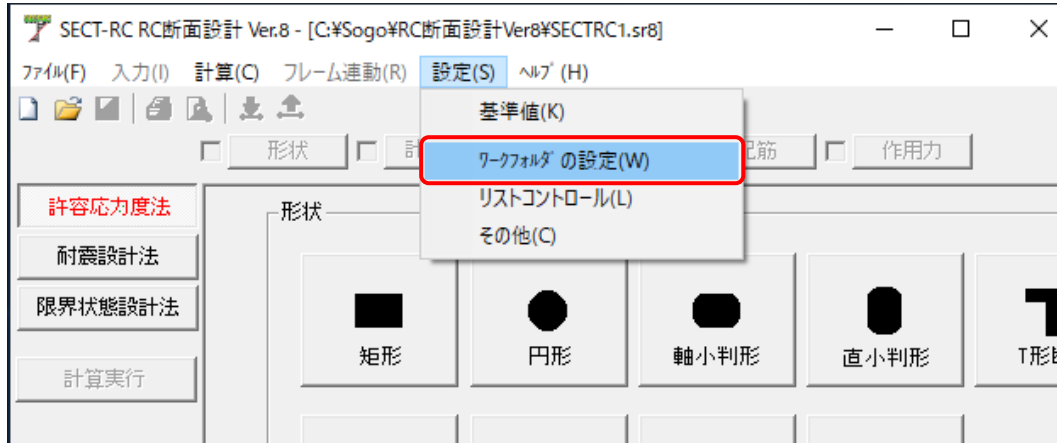 SECT-RC RC断面設計 Ver.8 - [C:¥Sogo¥RC断面設計Ver8¥SECTRC1.sr8]
ﾌｧｲﾙ(F) 入力(I) 計算(C) フレーム連動(R) 設定(S) ﾍﾙﾌﾟ(H)
基準値(K)
ﾜｰｸﾌｫﾙﾀﾞの設定(W)
リストコントロール(L)
その他(C)
形状 計 配筋 作用力
許容応力度法
耐震設計法
限界状態設計法
計算実行
形状
矩形 円形 軸小判形 直小判形 T形